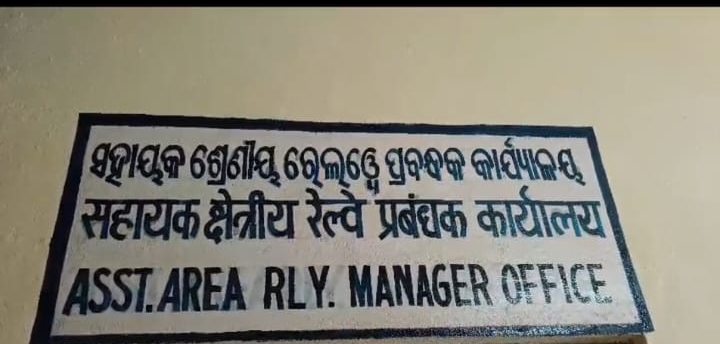 ସହାୟକ ଶ୍ରେଣୀୟ ରେଲୱେ ପ୍ରବନ୍ଧକ କାର୍ଯ୍ୟାଳୟ
सहायक क्षेत्रीय रेल्वे प्रबंधक कार्यालय
ASST. AREA RLY. MANAGER OFFICE